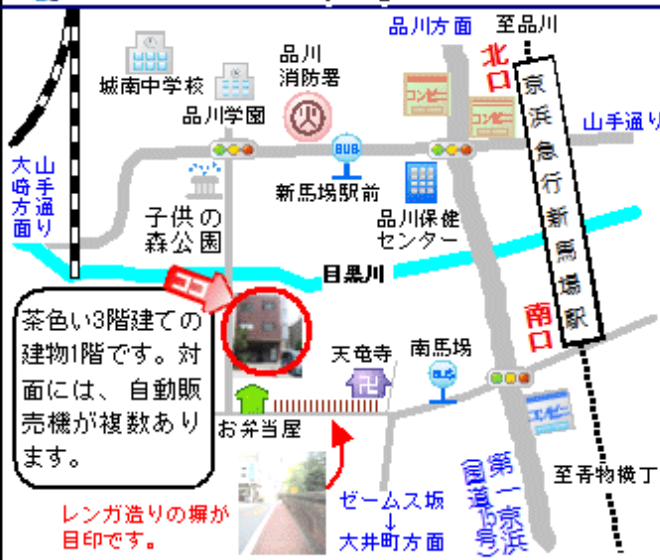 品川方面
至品川
北口
城南中学校
品川学園
品川
消防署
火
コンビニ
コンビニ
京浜急行新馬場駅
山手通り
山手通り
大崎方面
BUS
新馬場駅前
子供の
森公園
品川保健
センター
目黒川
ココ
南口
茶色い3階建ての
建物1階です。対
面には、自動販
売機が複数あり
ます。
天竜寺
卍
南馬場
BUS
お弁当屋
コンビニ
至青物横丁
第一京浜
(国道15号)
レンガ造りの塀が
目印です。
ゼームス坂
↓
大井町方面